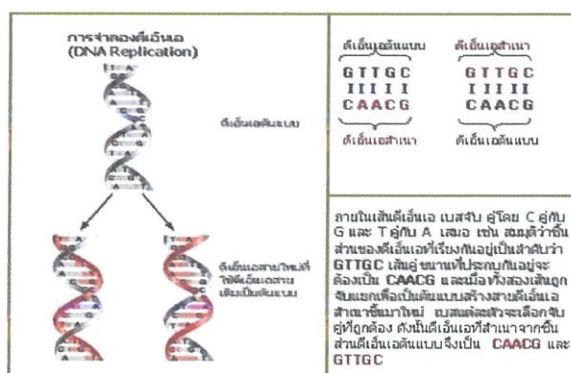 การจำลองดีเอ็นเอ
(DNA Replication)
ดีเอ็นเอต้นแบบ
ดีเอ็นเอสายใหม่ที่
ใช้ดีเอ็นเอสาย
เดิมเป็นต้นแบบ
ดีเอ็นเอต้นแบบ ดีเอ็นเอสำเนา
GTTGC GTTGC
IIIII IIIII
CAACG CAACG
ดีเอ็นเอสำเนา ดีเอ็นเอต้นแบบ
ภายในเส้นดีเอ็นเอ เบสจับ คู่โดย C คู่กับ
G และ T คู่กับ A เสมอ เช่น สมมุติว่าชิ้น
ส่วนของดีเอ็นเอที่เรียงกันอยู่เป็นลำดับว่า
GTTGC เส้นคู่ขนานที่ประกบกันอยู่จะ
ต้องเป็น CAACG และเมื่อทั้งสองเส้นถูก
จับแยกเพื่อเป็นต้นแบบสร้างสายดีเอ็นเอ
สำเนาขึ้นมาใหม่ เบสแต่ละตัวจะเลือกจับ
คู่ที่ถูกต้อง ดังนั้นดีเอ็นเอที่สำเนาจากชิ้น
ส่วนดีเอ็นเอต้นแบบจึงเป็น CAACG และ
GTTGC